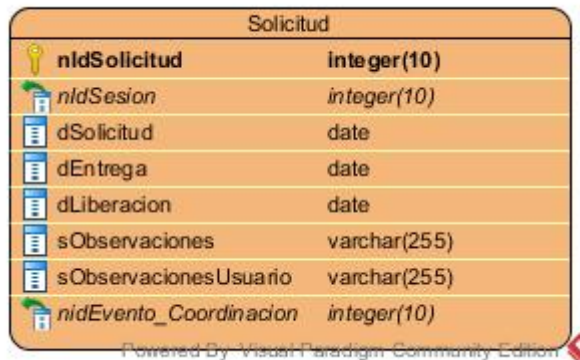 Solicitud
nIdSolicitud integer(10)
nIdSesion integer(10)
dSolicitud date
dEntrega date
dLiberacion date
sObservaciones varchar(255)
sObservacionesUsuario varchar(255)
nidEvento_Coordinacion integer(10)
Powered By Visual Paradigm Community Edition